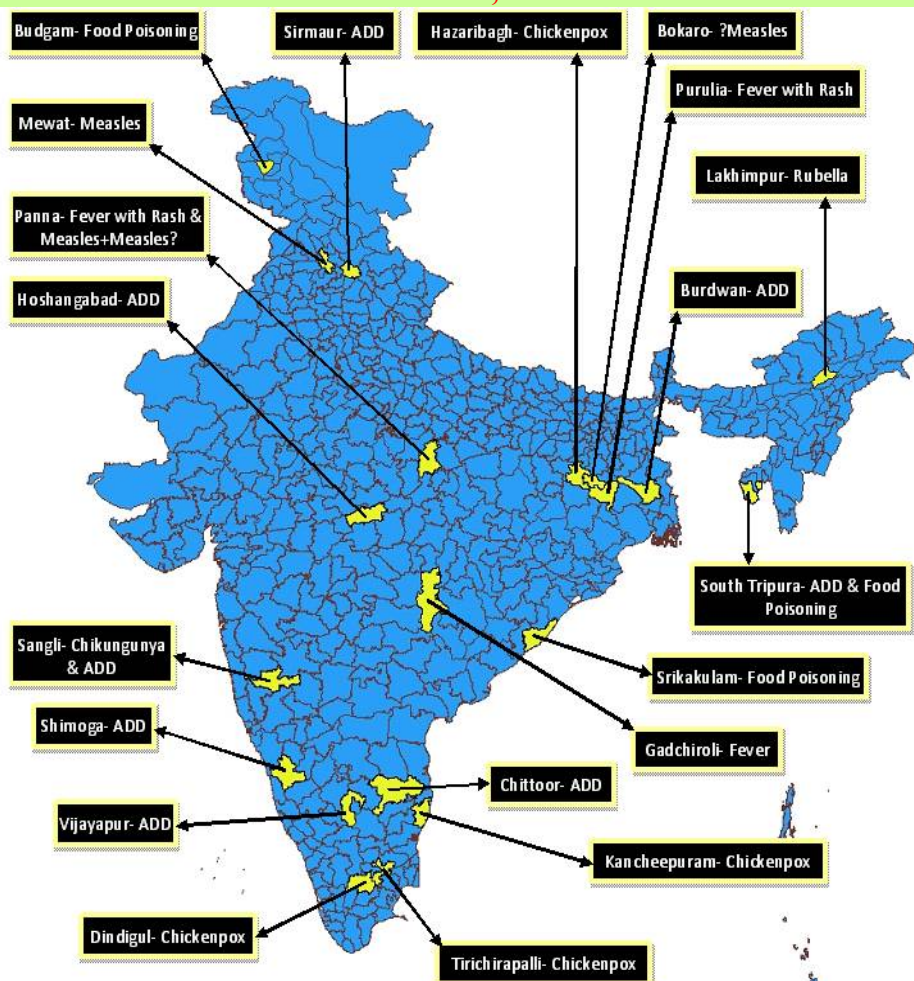 Budgam- Food Poisoning
Sirmaur- ADD
Hazaribagh- Chickenpox
Bokaro- ?Measles
Purulia- Fever with Rash
Mewat- Measles
Lakhimpur- Rubella
Panna- Fever with Rash &
Measles+Measles?
Hoshangabad- ADD
Burdwan- ADD
South Tripura- ADD & Food
Poisoning
Sangli- Chikungunya
& ADD
Srikakulam- Food Poisoning
Shimoga- ADD
Gadchiroli- Fever
Chittoor- ADD
Vijayapur- ADD
Kancheepuram- Chickenpox
Dindigul- Chickenpox
Tirichirapalli- Chickenpox